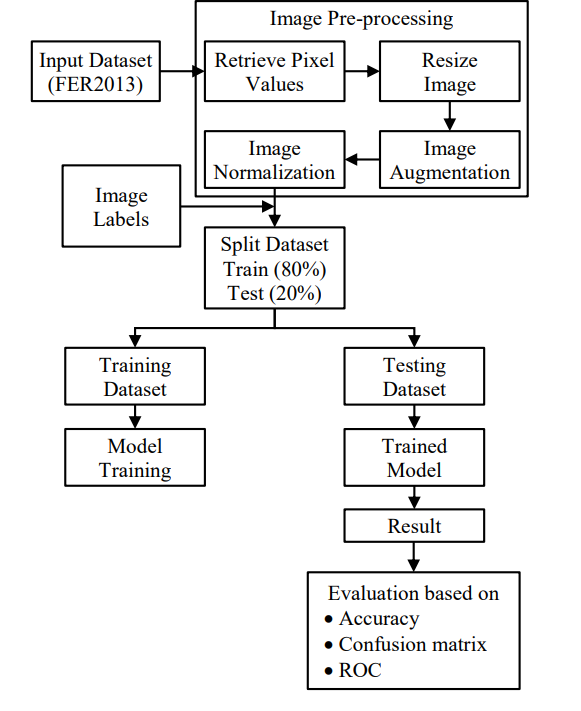 Image Pre-processing
Input Dataset
(FER2013)
Retrieve Pixel
Values
Resize
Image
Image
Augmentation
Image
Normalization
Image
Labels
Split Dataset
Train (80%)
Test (20%)
Training
Dataset
Model
Training
Testing
Dataset
Trained
Model
Result
Evaluation based on
• Accuracy
• Confusion matrix
• ROC